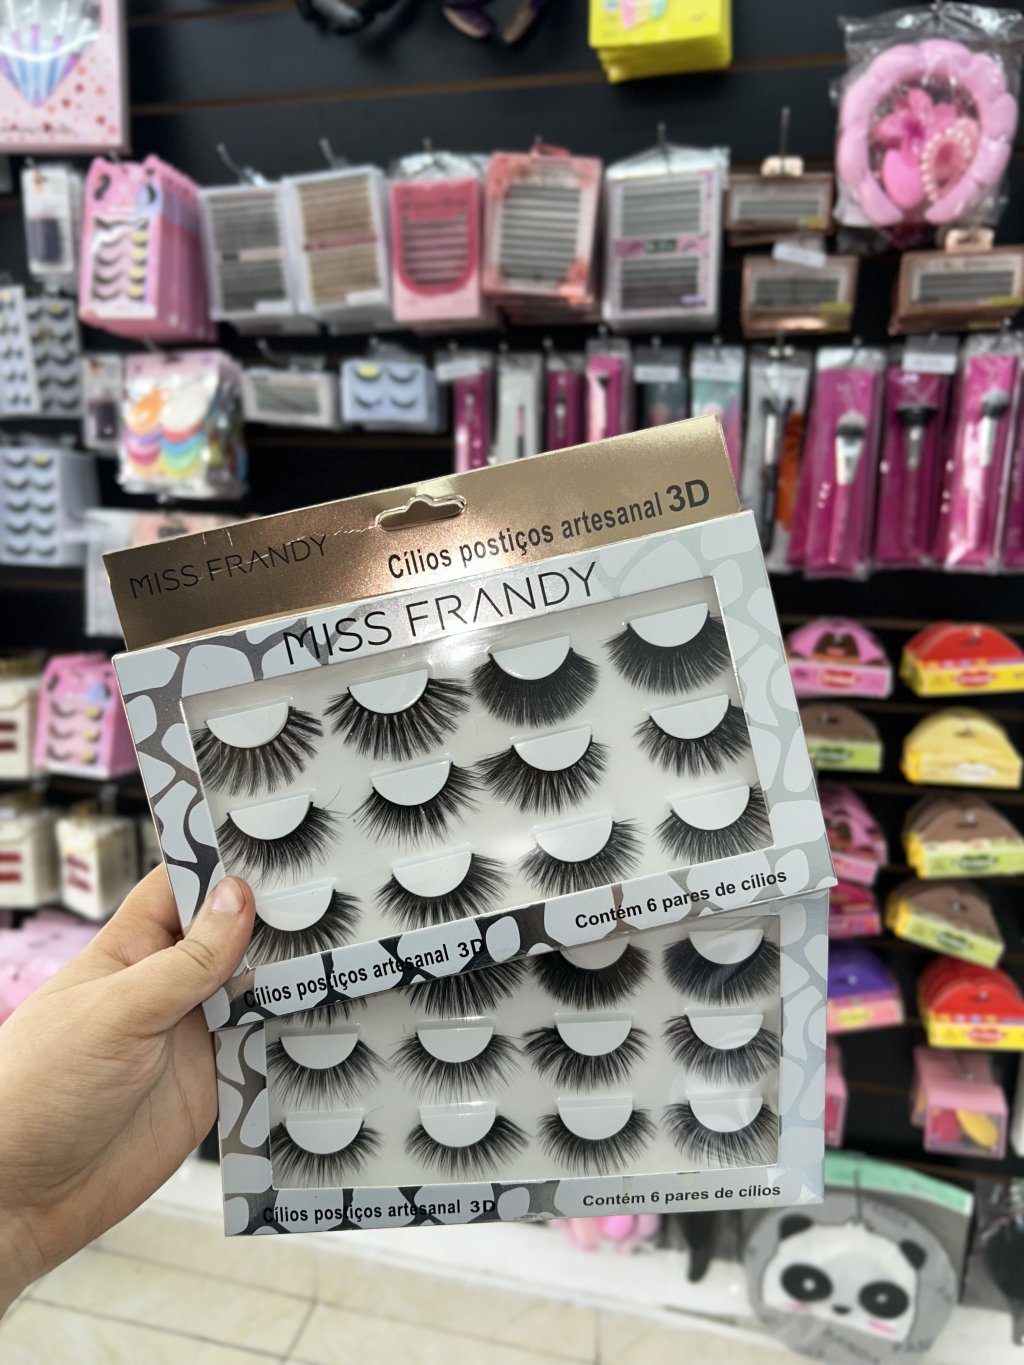 MISS FRANDY
Cílios postiços artesanal 3D
MISS FRANDY
Contém 6 pares de cílios
Cílios postiços artesanal 3D
Contém 6 pares de cílios
Cílios postiços artesanal 3D